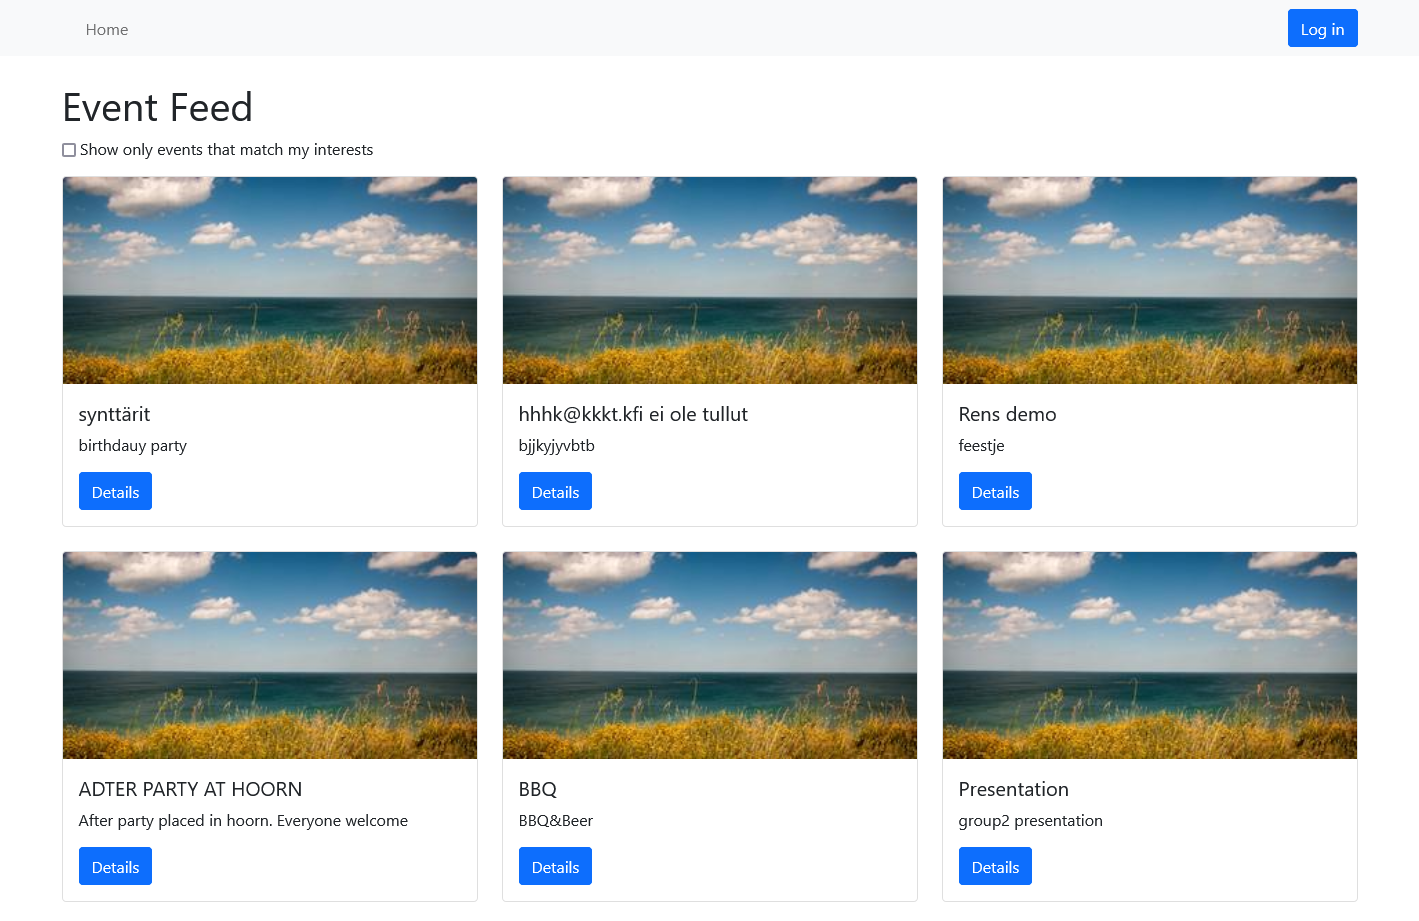 Home
Log in
Event Feed
Show only events that match my interests
synttärit
birthdauy party
Details
hhhk@kkkt.kfi ei ole tullut
bjjkyjyvbtb
Details
Rens demo
feestje
Details
ADTER PARTY AT HOORN
After party placed in hoorn. Everyone welcome
Details
BBQ
BBQ&Beer
Details
Presentation
group2 presentation
Details